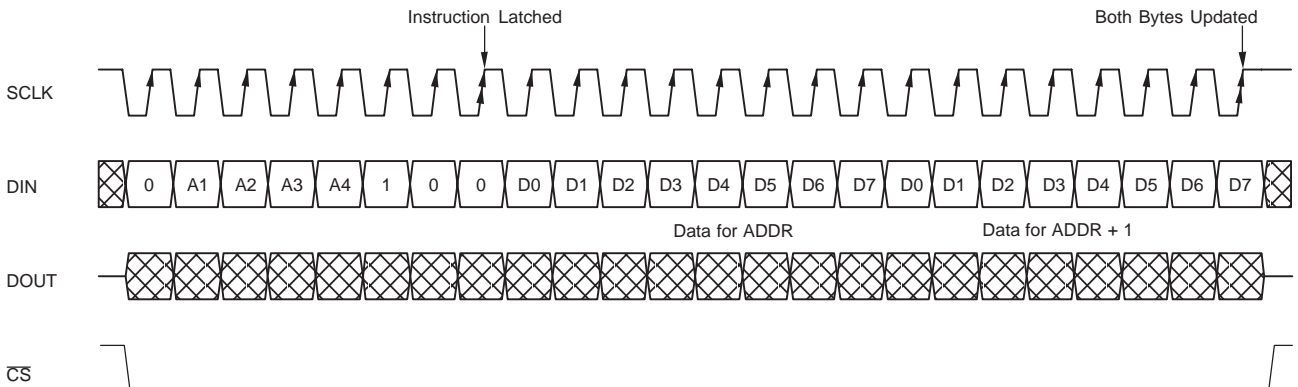 Instruction Latched Both Bytes Updated
SCLK
DIN 0 A1 A2 A3 A4 1 0 0 D0 D1 D2 D3 D4 D5 D6 D7 D0 D1 D2 D3 D4 D5 D6 D7
Data for ADDR Data for ADDR + 1
DOUT
CS